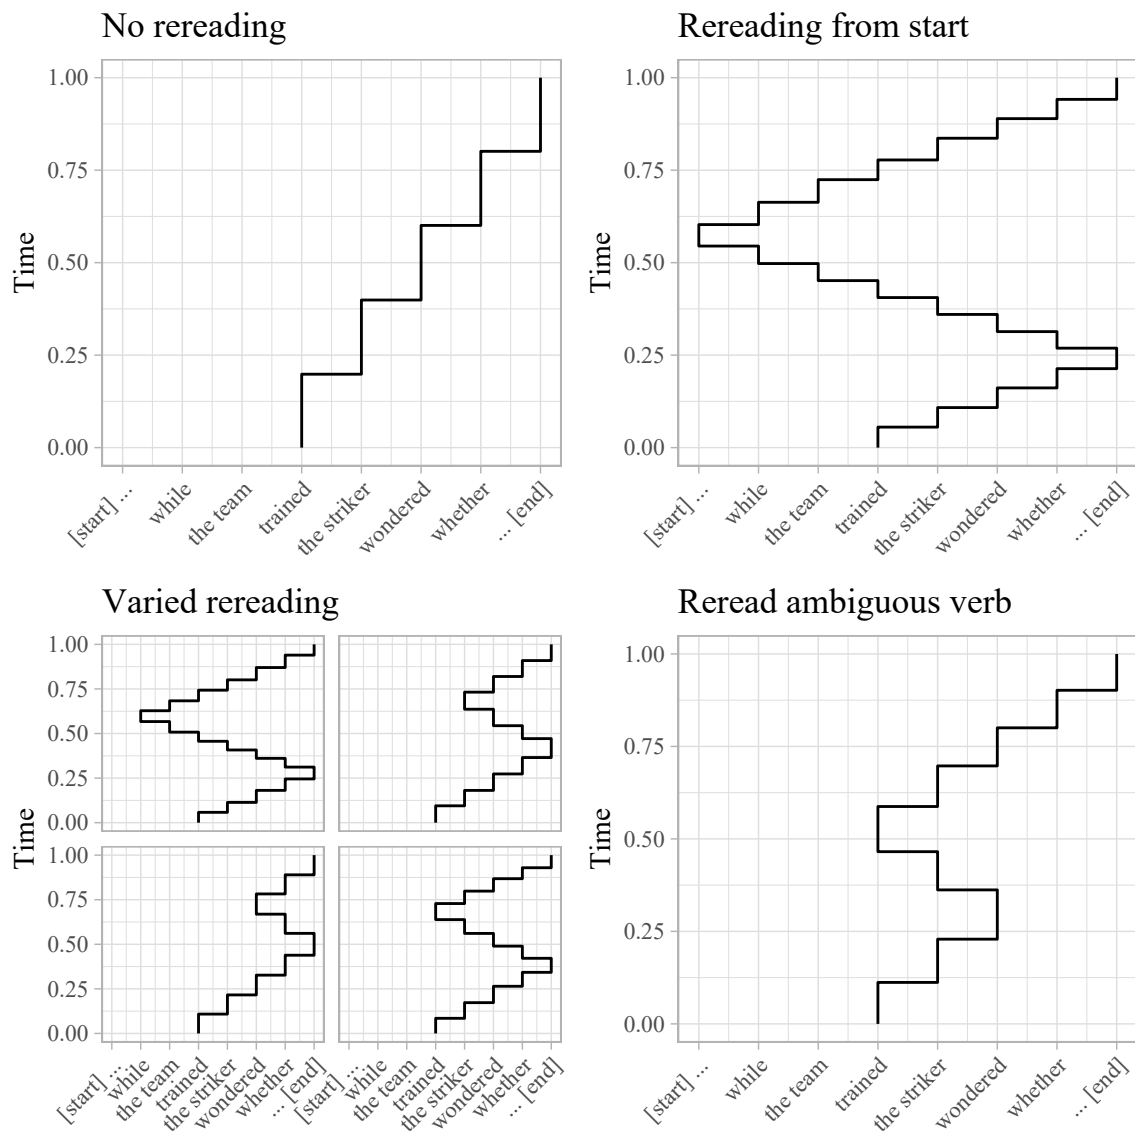 No rereading
1.00
0.75
0.50
0.25
0.00
Time
[start] ...
while
the team
trained
the striker
wondered
whether
... [end]
Rereading from start
1.00
0.75
0.50
0.25
0.00
Time
[start] ...
while
the team
trained
the striker
wondered
whether
... [end]
Varied rereading
1.00
0.75
0.50
0.25
0.00
1.00
0.75
0.50
0.25
0.00
Time
[start] ...
while
the team
trained
the striker
wondered
whether
... [end]
[start] ...
while
the team
trained
the striker
wondered
whether
... [end]
Reread ambiguous verb
1.00
0.75
0.50
0.25
0.00
Time
[start] ...
while
the team
trained
the striker
wondered
whether
... [end]